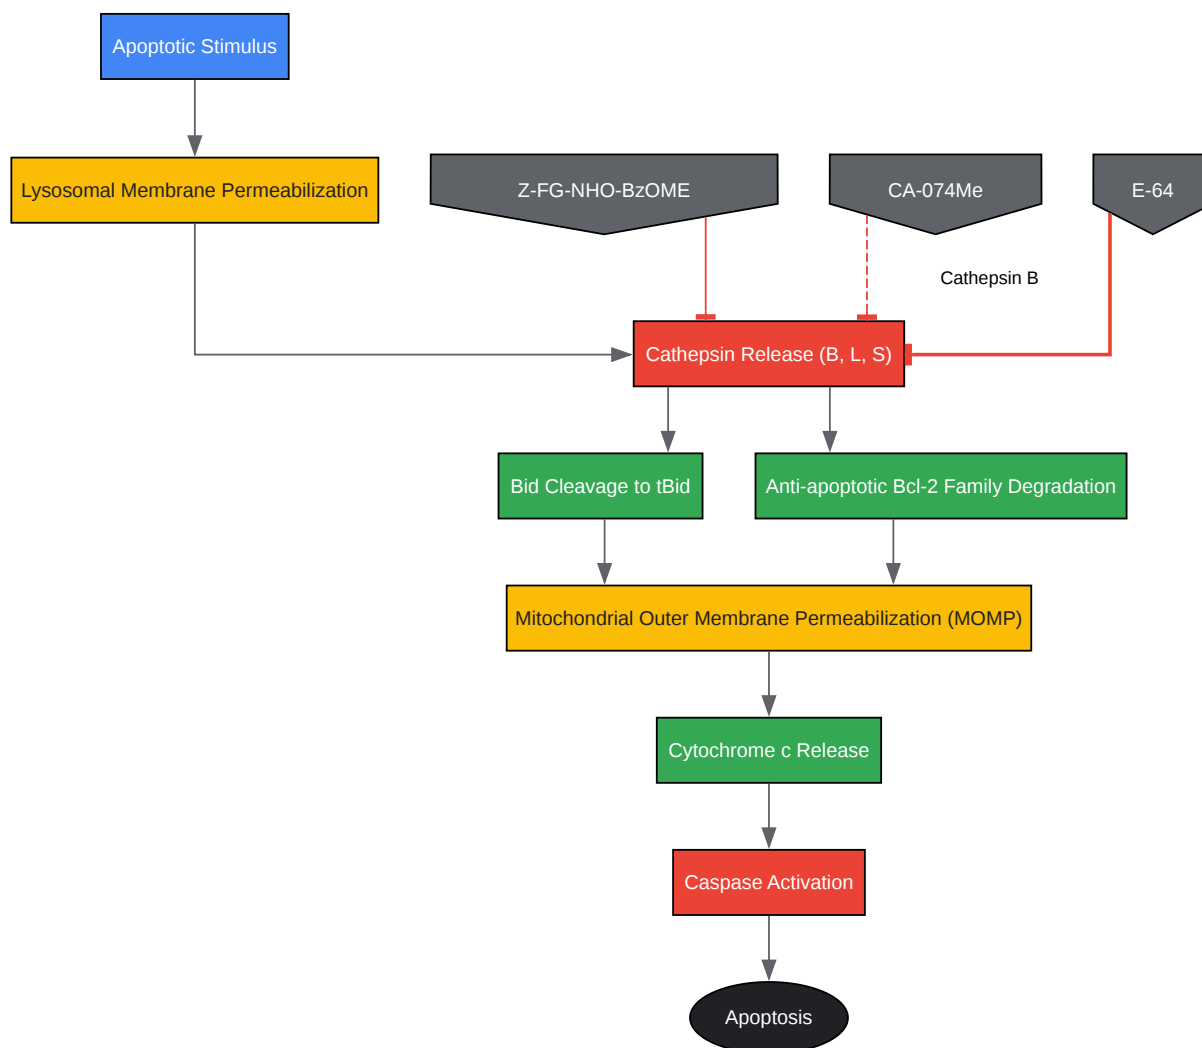 Apoptotic Stimulus
Lysosomal Membrane Permeabilization
Z-FG-NHO-BzOME
CA-074Me
E-64
Cathepsin B
Cathepsin Release (B, L, S)
Bid Cleavage to tBid
Anti-apoptotic Bcl-2 Family Degradation
Mitochondrial Outer Membrane Permeabilization (MOMP)
Cytochrome c Release
Caspase Activation
Apoptosis